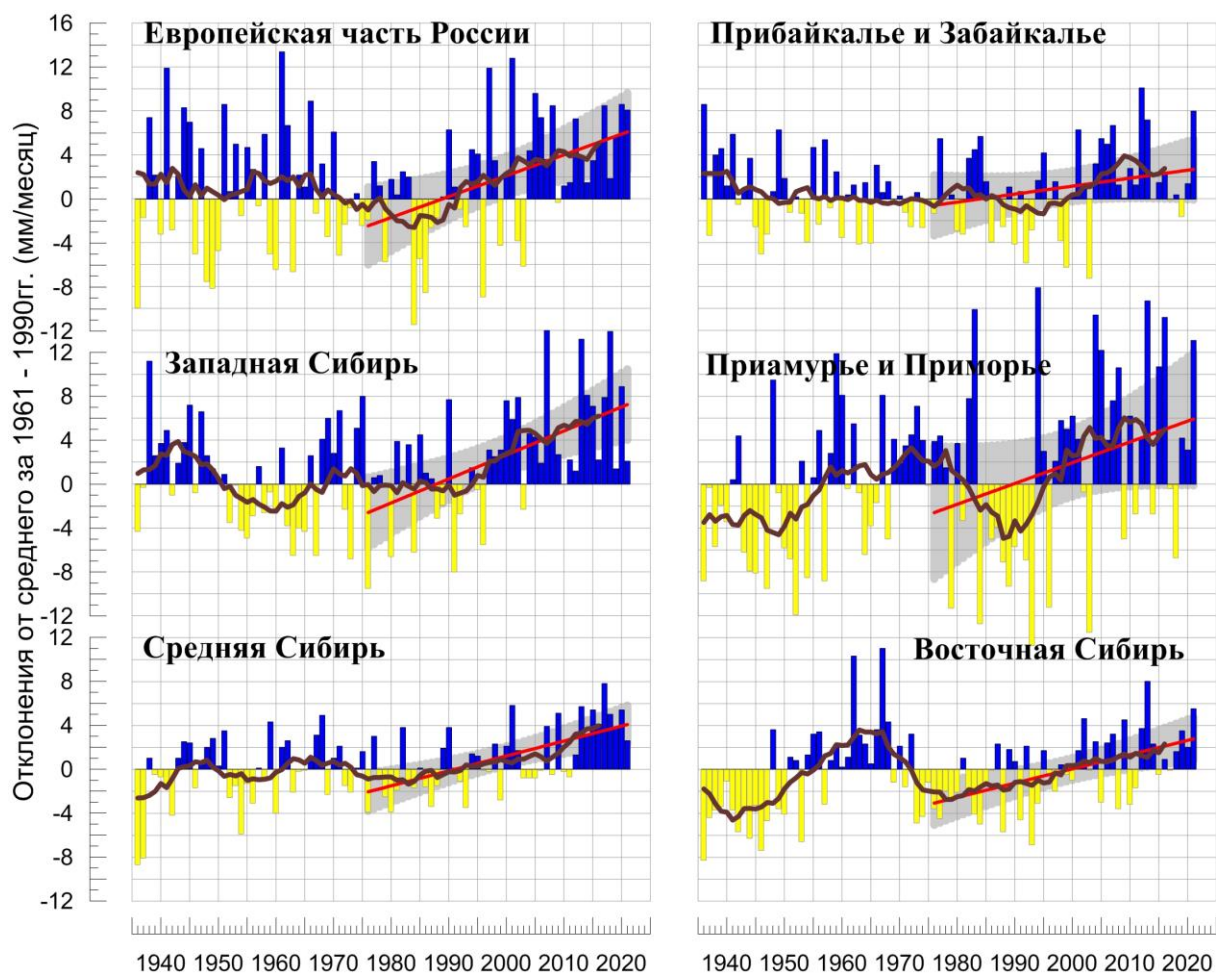 16
Европейская часть России
Прибайкалье и Забайкалье
12
8
4
0
-4
-8
-12
12
Западная Сибирь
Приамурье и Приморье
8
4
0
-4
-8
-12
12
Средняя Сибирь
Восточная Сибирь
8
4
0
-4
-8
-12
Отклонения от среднего за 1961 - 1990гг. (мм/месяц)
1940 1950 1960 1970 1980 1990 2000 2010 2020
1940 1950 1960 1970 1980 1990 2000 2010 2020